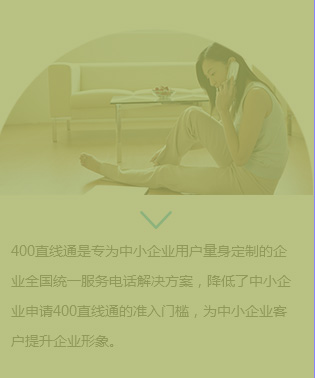 400直线通是专为中小企业用户量身定制的企
业全国统一服务电话解决方案，降低了中小企
业申请400直线通的准入门槛，为中小企业客
户提升企业形象。